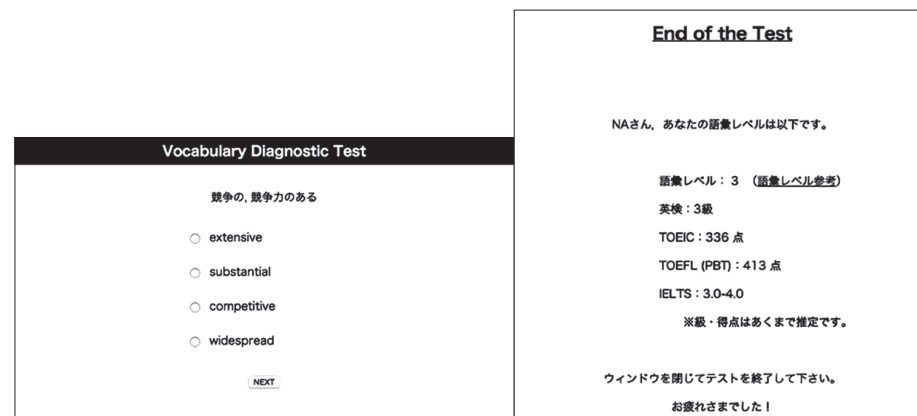 Vocabulary Diagnostic Test
競争の, 競争力のある
extensive
substantial
competitive
widespread
NEXT
End of the Test
NAさん，あなたの語彙レベルは以下です。
語彙レベル： 3 （語彙レベル参考）
英検：3級
TOEIC：336 点
TOEFL (PBT)：413 点
IELTS：3.0-4.0
※級・得点はあくまで推定です。
ウィンドウを閉じてテストを終了して下さい。
お疲れさまでした！